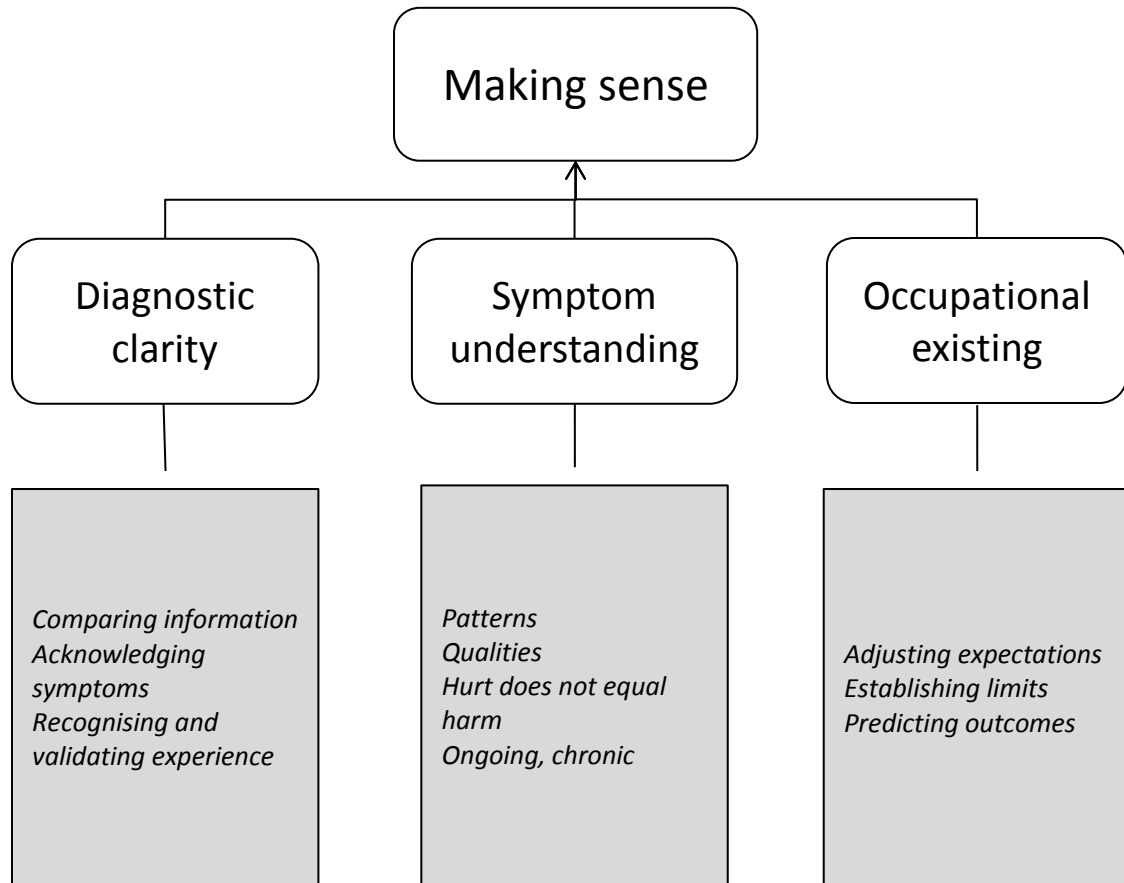 Making sense
Diagnostic
clarity
Symptom
understanding
Occupational
existing
Comparing information
Acknowledging
symptoms
Recognising and
validating experience
Patterns
Qualities
Hurt does not equal
harm
Ongoing, chronic
Adjusting expectations
Establishing limits
Predicting outcomes